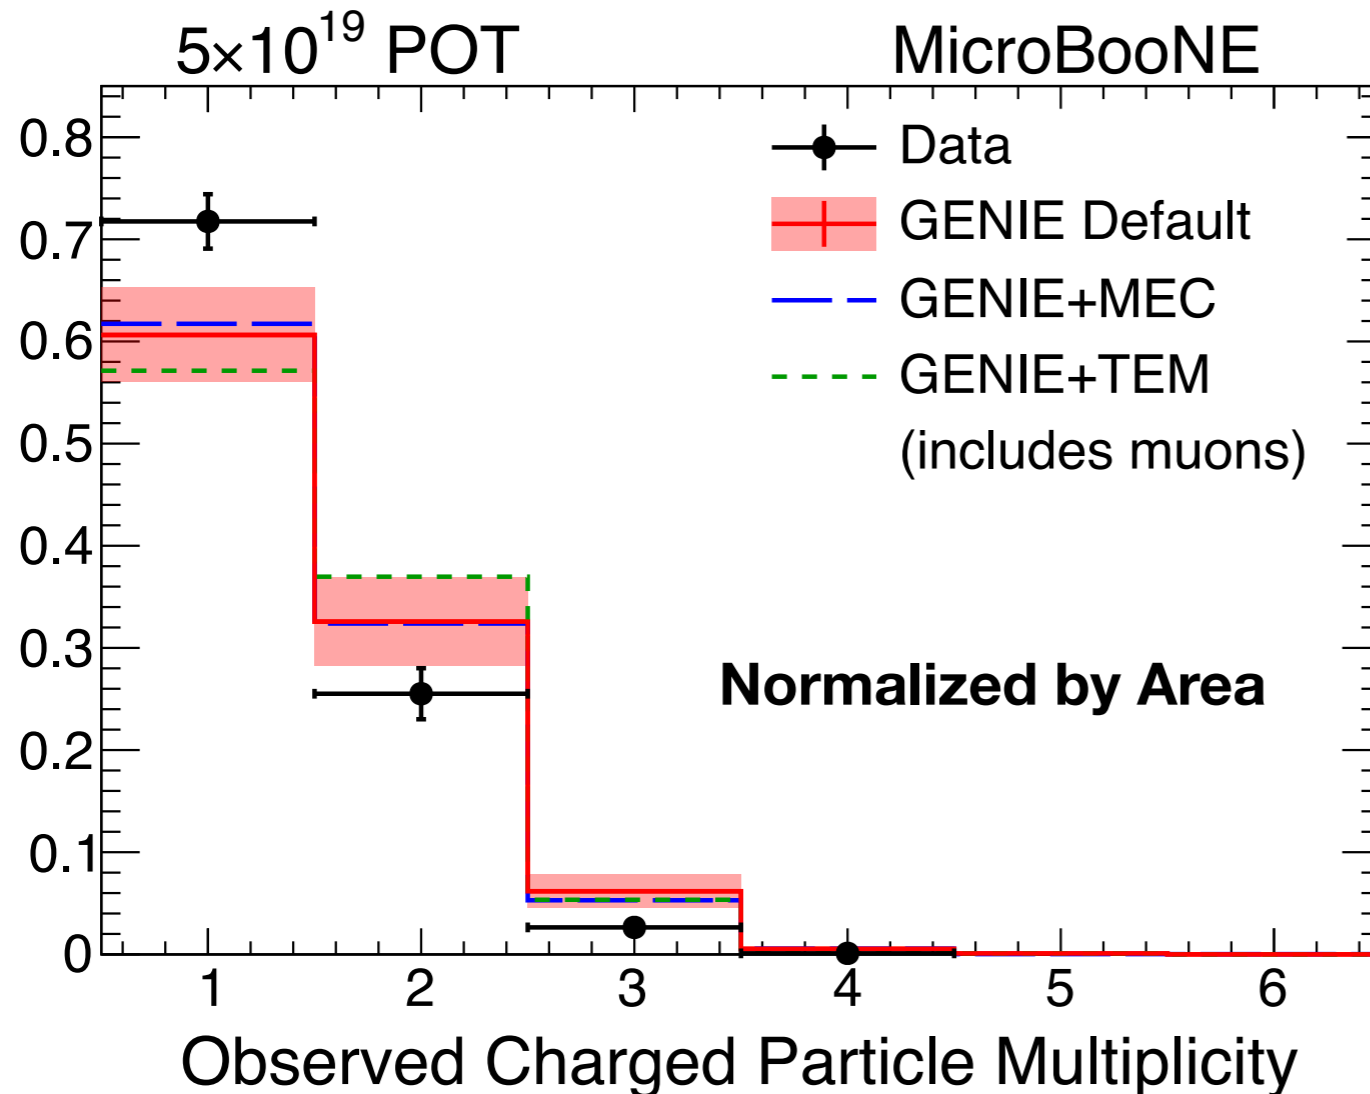 5×10¹⁹ POT
MicroBooNE
0.8
0.7
0.6
0.5
0.4
0.3
0.2
0.1
0
Data
GENIE Default
GENIE+MEC
GENIE+TEM
(includes muons)
Normalized by Area
1 2 3 4 5 6
Observed Charged Particle Multiplicity